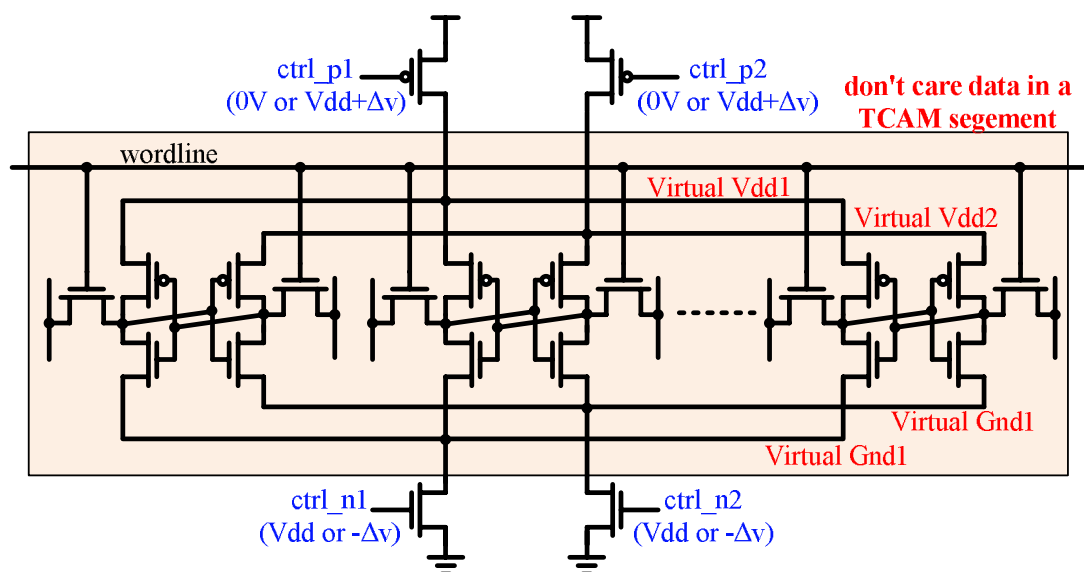 ctrl_p1
(0V or Vdd+Δv)
ctrl_p2
(0V or Vdd+Δv)
don't care data in a
TCAM segement
wordline
Virtual Vdd1
Virtual Vdd2
Virtual Gnd1
Virtual Gnd1
ctrl_n1
(Vdd or -Δv)
ctrl_n2
(Vdd or -Δv)